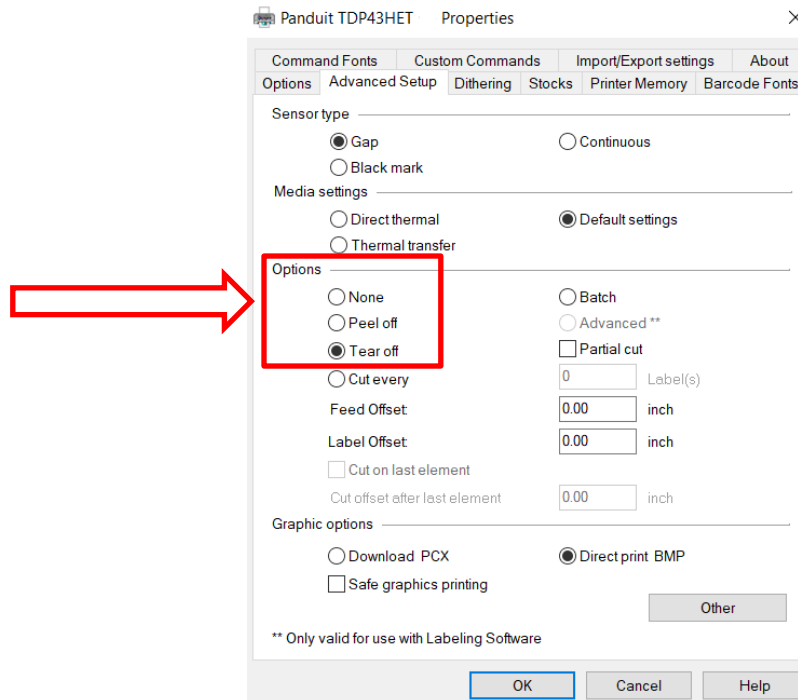 Panduit TDP43HET Properties
Command Fonts Custom Commands Import/Export settings About
Options Advanced Setup Dithering Stocks Printer Memory Barcode Fonts
Sensor type
Gap Continuous
Black mark
Media settings
Direct thermal Default settings
Thermal transfer
Options
None Batch
Peel off Advanced **
Tear off Partial cut
Cut every 0 Label(s)
Feed Offset: 0.00 inch
Label Offset: 0.00 inch
Cut on last element
Cut offset after last element 0.00 inch
Graphic options
Download PCX Direct print BMP
Safe graphics printing
Other
** Only valid for use with Labeling Software
OK Cancel Help